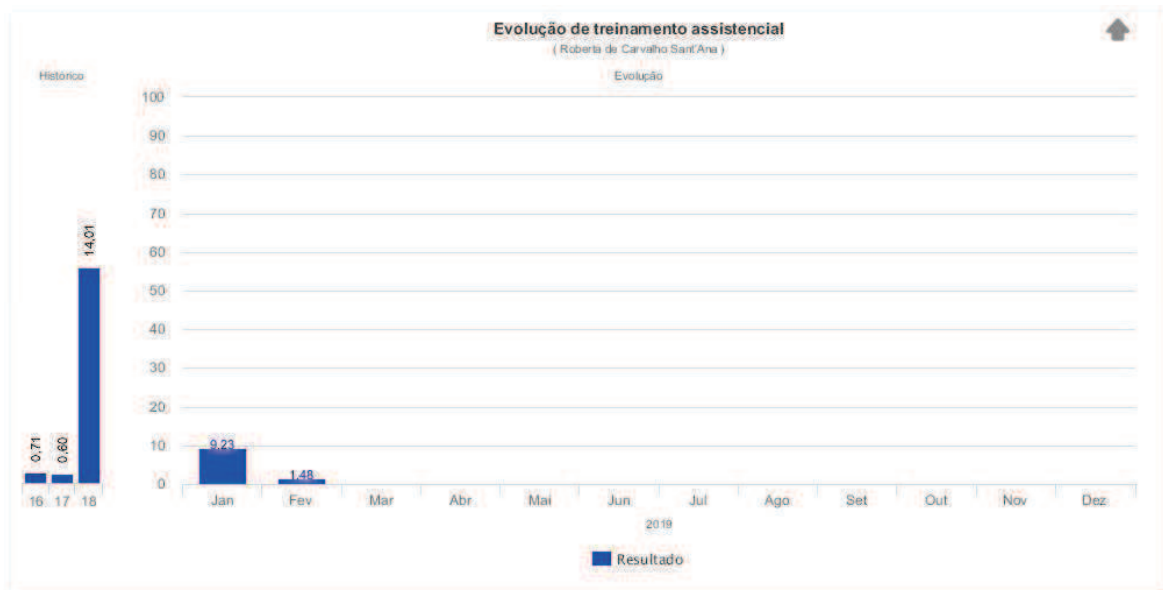 Evolução de treinamento assistencial
( Roberta de Carvalho Sant'Ana )
Histórico
Evolução
100
90
80
70
60
50
40
30
20
10
0
0,71
0,60
14,01
16 17 18
9,23
1,48
Jan Fev Mar Abr Mai Jun Jul Ago Set Out Nov Dez
2019
Resultado